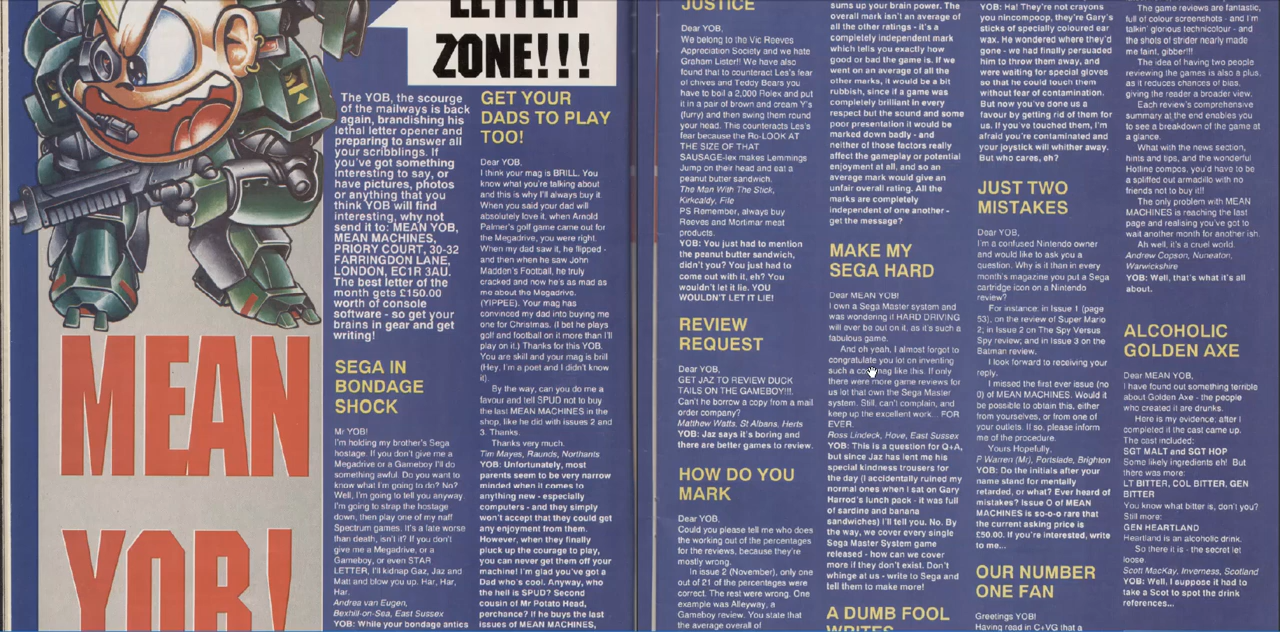 LETTER
ZONE!!!
The YOB, the scourge
of the mailways is back
again, brandishing his
lethal letter opener and
preparing to answer all
your scribblings. If
you've got something
interesting to say, or
have pictures, photos
or anything that you
think YOB will find
interesting, why not
send it to: MEAN YOB,
MEAN MACHINES,
PRIORY COURT, 30-32
FARRINGDON LANE,
LONDON, EC1R 3AU.
The best letter of the
month gets £150.00
worth of console
software - so get your
brains in gear and get
writing!
MEAN
YOB!
SEGA IN
BONDAGE
SHOCK
Mr YOB!
I'm holding my brother's Sega
hostage. If you don't give me a
Megadrive or a Gameboy I'll do
something awful. Do you want to
know what I'm going to do? No?
Well, I'm going to tell you anyway.
I'm going to strap the hostage
down, then play one of my naff
Spectrum games. It's a fate worse
than death, isn't it? If you don't
give me a Megadrive, or a
Gameboy, or even STAR
LETTER, I'll kidnap Gaz, Jaz and
Matt and blow you up. Har, Har,
Har.
Andrea van Eugen,
Bexhill-on-Sea, East Sussex
YOB: While your bondage antics
GET YOUR
DADS TO PLAY
TOO!
Dear YOB,
I think your mag is BRILL. You
know what you're talking about
and this is why I'll always buy it.
When you said your dad will
absolutely love it, when Arnold
Palmer's golf game came out for
the Megadrive, you were right.
When my dad saw it, he flipped -
and then when he saw John
Madden's Football, he truly
cracked and now he's as mad as
me about the Megadrive.
(YIPPEE). Your mag has
convinced my dad into buying me
one for Christmas. (I bet he plays
golf and football on it more than I'll
play on it.) Thanks for this YOB.
You are skill and your mag is brill
(Hey, I'm a poet and I didn't know
it).
By the way, can you do me a
favour and tell SPUD not to buy
the last MEAN MACHINES in the
shop, like he did with issues 2 and
3. Thanks.
Thanks very much.
Tim Mayes, Raunds, Northants
YOB: Unfortunately, most
parents seem to be very narrow
minded when it comes to
anything new - especially
computers - and they simply
won't accept that they could get
any enjoyment from them.
However, when they finally
pluck up the courage to play,
you can never get them off your
machine! I'm glad you've got a
Dad who's cool. Anyway, who
the hell is SPUD? Second
cousin of Mr Potato Head,
perchance? If he buys the last
issues of MEAN MACHINES,
JUSTICE
Dear YOB,
We belong to the Vic Reeves
Appreciation Society and we hate
Graham Lister!! We have also
found that to counteract Les's fear
of chives and Teddy Bears you
have to boil a 2,000 Rolex and put
it in a pair of brown and cream Y's
(furry) and then swing them round
your head. This counteracts Les's
fear because the Ro-LOOK AT
THE SIZE OF THAT
SAUSAGE-lex makes Lemmings
Jump on their head and eat a
peanut butter sandwich.
The Man With The Stick,
Kirkcaldy, Fife
PS Remember, always buy
Reeves and Mortimar meat
products.
YOB: You just had to mention
the peanut butter sandwich,
didn't you? You just had to
come out with it, eh? You
wouldn't let it lie. YOU
WOULDN'T LET IT LIE!
REVIEW
REQUEST
Dear YOB,
GET JAZ TO REVIEW DUCK
TAILS ON THE GAMEBOY!!!.
Can't he borrow a copy from a mail
order company?
Matthew Watts, St Albans, Herts
YOB: Jaz says it's boring and
there are better games to review.
HOW DO YOU
MARK
Dear YOB,
Could you please tell me who does
the working out of the percentages
for the reviews, because they're
mostly wrong.
In issue 2 (November), only one
out of 21 of the percentages were
correct. The rest were wrong. One
example was Alleyway, a
Gameboy review. You state that
the average overall of
sums up your brain power. The
overall mark isn't an average of
all the other ratings - it's a
completely independent mark
which tells you exactly how
good or bad the game is. If we
went on an average of all the
other marks, it would be a bit
rubbish, since if a game was
completely brilliant in every
respect but the sound and some
poor presentation it would be
marked down badly - and
neither of those factors really
affect the gameplay or potential
enjoyment at all, and so an
average mark would give an
unfair overall rating. All the
marks are completely
independent of one another -
get the message?
MAKE MY
SEGA HARD
Dear MEAN YOB!
I own a Sega Master system and
was wondering if HARD DRIVING
will ever be out on it, as it's such a
fabulous game.
And oh yeah, I almost forgot to
congratulate you lot on inventing
such a mag like this. If only
there were more game reviews for
us lot that own the Sega Master
system. Still, can't complain, and
keep up the excellent work... FOR
EVER.
Ross Lindeck, Hove, East Sussex
YOB: This is a question for Q+A,
but since Jaz has lent me his
special kindness trousers for
the day (I accidentally ruined my
normal ones when I sat on Gary
Harrod's lunch pack - it was full
of sardine and banana
sandwiches) I'll tell you. No. By
the way, we cover every single
Sega Master System game
released - how can we cover
more if they don't exist. Don't
whinge at us - write to Sega and
tell them to make more!
A DUMB FOOL
WRITES
YOB: Ha! They're not crayons
you nincompoop, they're Gary's
sticks of specially coloured ear
wax. He wondered where they'd
gone - we had finally persuaded
him to throw them away, and
were waiting for special gloves
so that he could touch them
without fear of contamination.
But now you've done us a
favour by getting rid of them for
us. If you've touched them, I'm
afraid you're contaminated and
your joystick will whither away.
But who cares, eh?
JUST TWO
MISTAKES
Dear YOB,
I'm a confused Nintendo owner
and would like to ask you a
question. Why is it than in every
month's magazine you put a Sega
cartridge icon on a Nintendo
review?
For instance; in Issue 1 (page
53), on the review of Super Mario
2; in Issue 2 on The Spy Versus
Spy review; and in Issue 3 on the
Batman review.
I look forward to receiving your
reply.
I missed the first ever issue (no
0) of MEAN MACHINES. Would it
be possible to obtain this, either
from yourselves, or from one of
your outlets. If so, please inform
me of the procedure.
Yours Hopefully,
P Warren (Mr), Portslade, Brighton
YOB: Do the initials after your
name stand for mentally
retarded, or what? Ever heard of
mistakes? Issue O of MEAN
MACHINES is so-o-o rare that
the current asking price is
£50.00. If you're interested, write
to me...
OUR NUMBER
ONE FAN
Greetings YOB!
Having read in C+VG that a
The game reviews are fantastic,
full of colour screenshots - and I'm
talkin' glorious technicolour - and
the shots of strider nearly made
me faint, gibber!!
The idea of having two people
reviewing the games is also a plus,
as it reduces chances of bias,
giving the reader a broader view.
Each review's comprehensive
summary at the end enables you
to see a breakdown of the game at
a glance.
What with the news section,
hints and tips, and the wonderful
Hotline compos, you'd have to be
a spliffed out armadillo with no
friends not to buy it!!
The only problem with MEAN
MACHINES is reaching the last
page and realising you've got to
wait another month for another ish.
Ah well, it's a cruel world.
Andrew Copson, Nuneaton,
Warwickshire
YOB: Well, that's what it's all
about.
ALCOHOLIC
GOLDEN AXE
Dear MEAN YOB,
I have found out something terrible
about Golden Axe - the people
who created it are drunks.
Here is my evidence: after I
completed it the cast came up.
The cast included:
SGT MALT and SGT HOP
Some likely ingredients eh! But
there was more:
LT BITTER, COL BITTER, GEN
BITTER
You know what bitter is, don't you?
Still more:
GEN HEARTLAND
Heartland is an alcoholic drink.
So there it is - the secret let
loose.
Scott MacKay, Inverness, Scotland
YOB: Well, I suppose it had to
take a Scot to spot the drink
references...